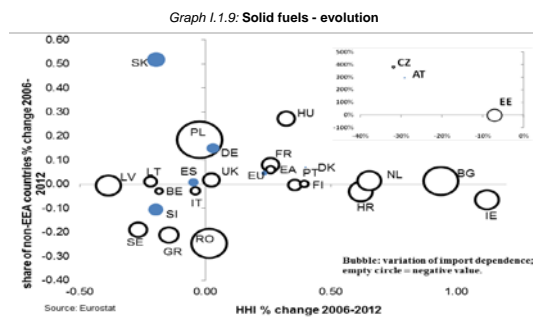 Graph I.1.9: Solid fuels - evolution
share of non-EEA countries % change 2006-
2012
0.60
0.50
0.40
0.30
0.20
0.10
0.00
-0.10
-0.20
-0.30
-0.40
SK
PL
DE
HU
LV
LT
BE
ES
IT
UK
FR
EU
EA
PT
DK
FI
NL
HR
BG
IE
SI
SE
GR
RO
500%
400%
300%
200%
100%
0%
-100%
CZ
AT
EE
-40%
-30%
-20%
-10%
0%
Bubble: variation of import dependence;
empty circle = negative value.
-0.50
0.00
0.50
1.00
Source: Eurostat
HHI % change 2006-2012